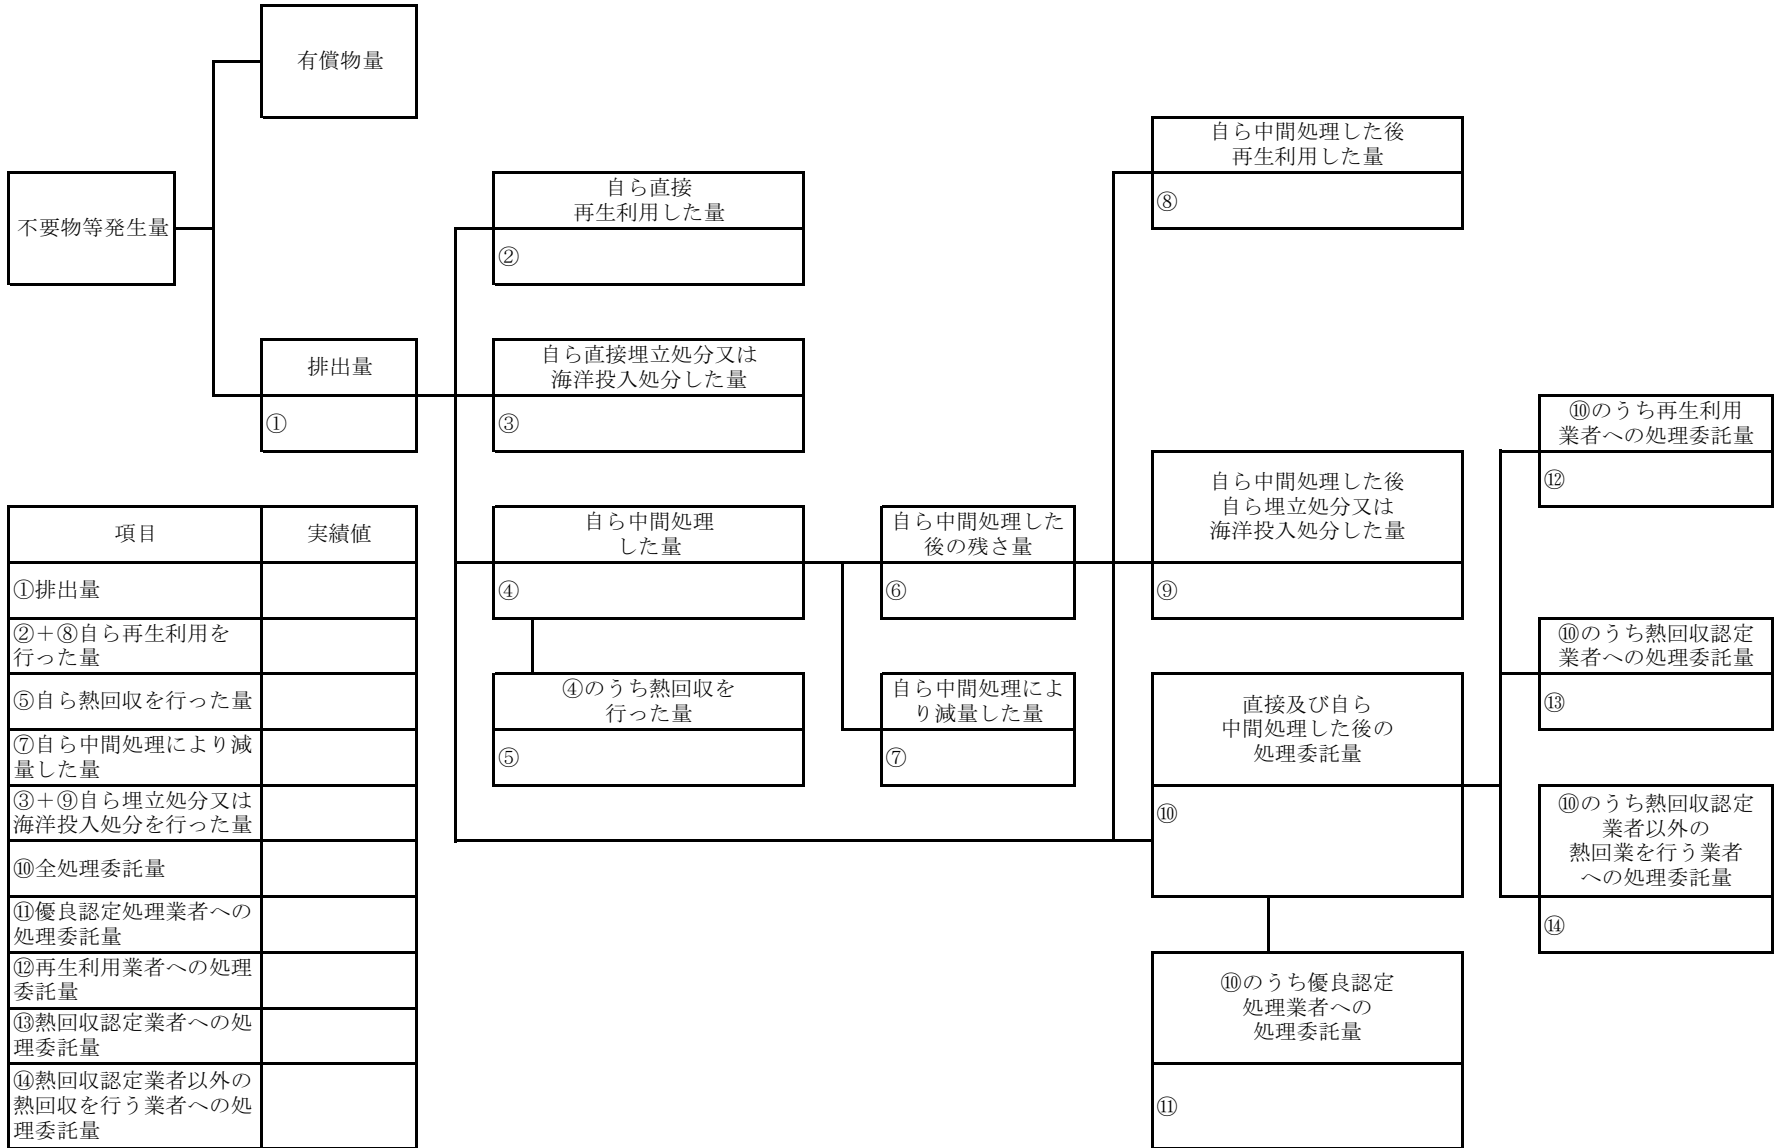 有償物量
不要物等発生量
排出量
①
自ら直接
再生利用した量
②
自ら直接埋立処分又は
海洋投入処分した量
③
自ら中間処理
した量
④
④のうち熱回収を
行った量
⑤
自ら中間処理した
後の残さ量
⑥
自ら中間処理によ
り減量した量
⑦
自ら中間処理した後
再生利用した量
⑧
自ら中間処理した後
自ら埋立処分又は
海洋投入処分した量
⑨
直接及び自ら
中間処理した後の
処理委託量
⑩
⑩のうち優良認定
処理業者への
処理委託量
⑪
⑩のうち再生利用
業者への処理委託量
⑫
⑩のうち熱回収認定
業者への処理委託量
⑬
⑩のうち熱回収認定
業者以外の
熱回業を行う業者
への処理委託量
⑭
項目
実績値
①排出量
②+⑧自ら再生利用を
行った量
⑤自ら熱回収を行った量
⑦自ら中間処理により減
量した量
③+⑨自ら埋立処分又は
海洋投入処分を行った量
⑩全処理委託量
⑪優良認定処理業者への
処理委託量
⑫再生利用業者への処理
委託量
⑬熱回収認定業者への処
理委託量
⑭熱回収認定業者以外の
熱回収を行う業者への処
理委託量